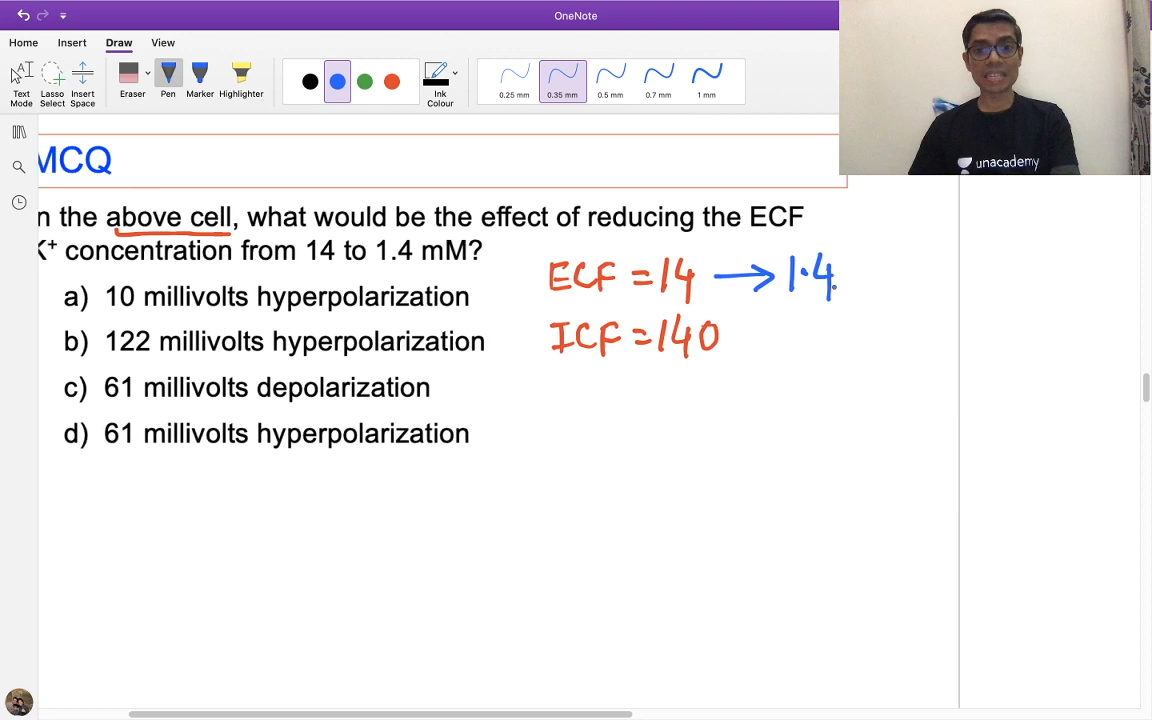 OneNote
Home Insert Draw View
Text Mode
Lasso Select
Insert Space
Eraser
Pen
Marker
Highlighter
Ink Colour
0.25 mm
0.35 mm
0.5 mm
0.7 mm
1 mm
unacademy
MCQ
n the above cell, what would be the effect of reducing the ECF
K⁺ concentration from 14 to 1.4 mM?
a) 10 millivolts hyperpolarization
b) 122 millivolts hyperpolarization
c) 61 millivolts depolarization
d) 61 millivolts hyperpolarization
ECF = 14 → 1.4
ICF = 140